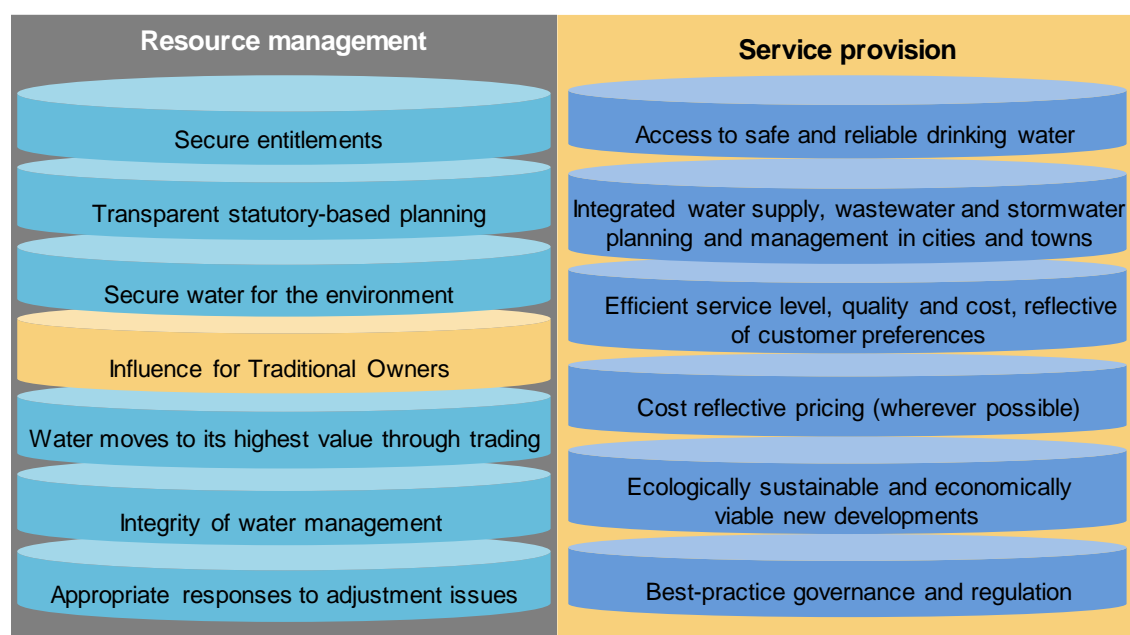 Resource management
Secure entitlements
Transparent statutory-based planning
Secure water for the environment
Influence for Traditional Owners
Water moves to its highest value through trading
Integrity of water management
Appropriate responses to adjustment issues
Service provision
Access to safe and reliable drinking water
Integrated water supply, wastewater and stormwater
planning and management in cities and towns
Efficient service level, quality and cost, reflective
of customer preferences
Cost reflective pricing (wherever possible)
Ecologically sustainable and economically
viable new developments
Best-practice governance and regulation